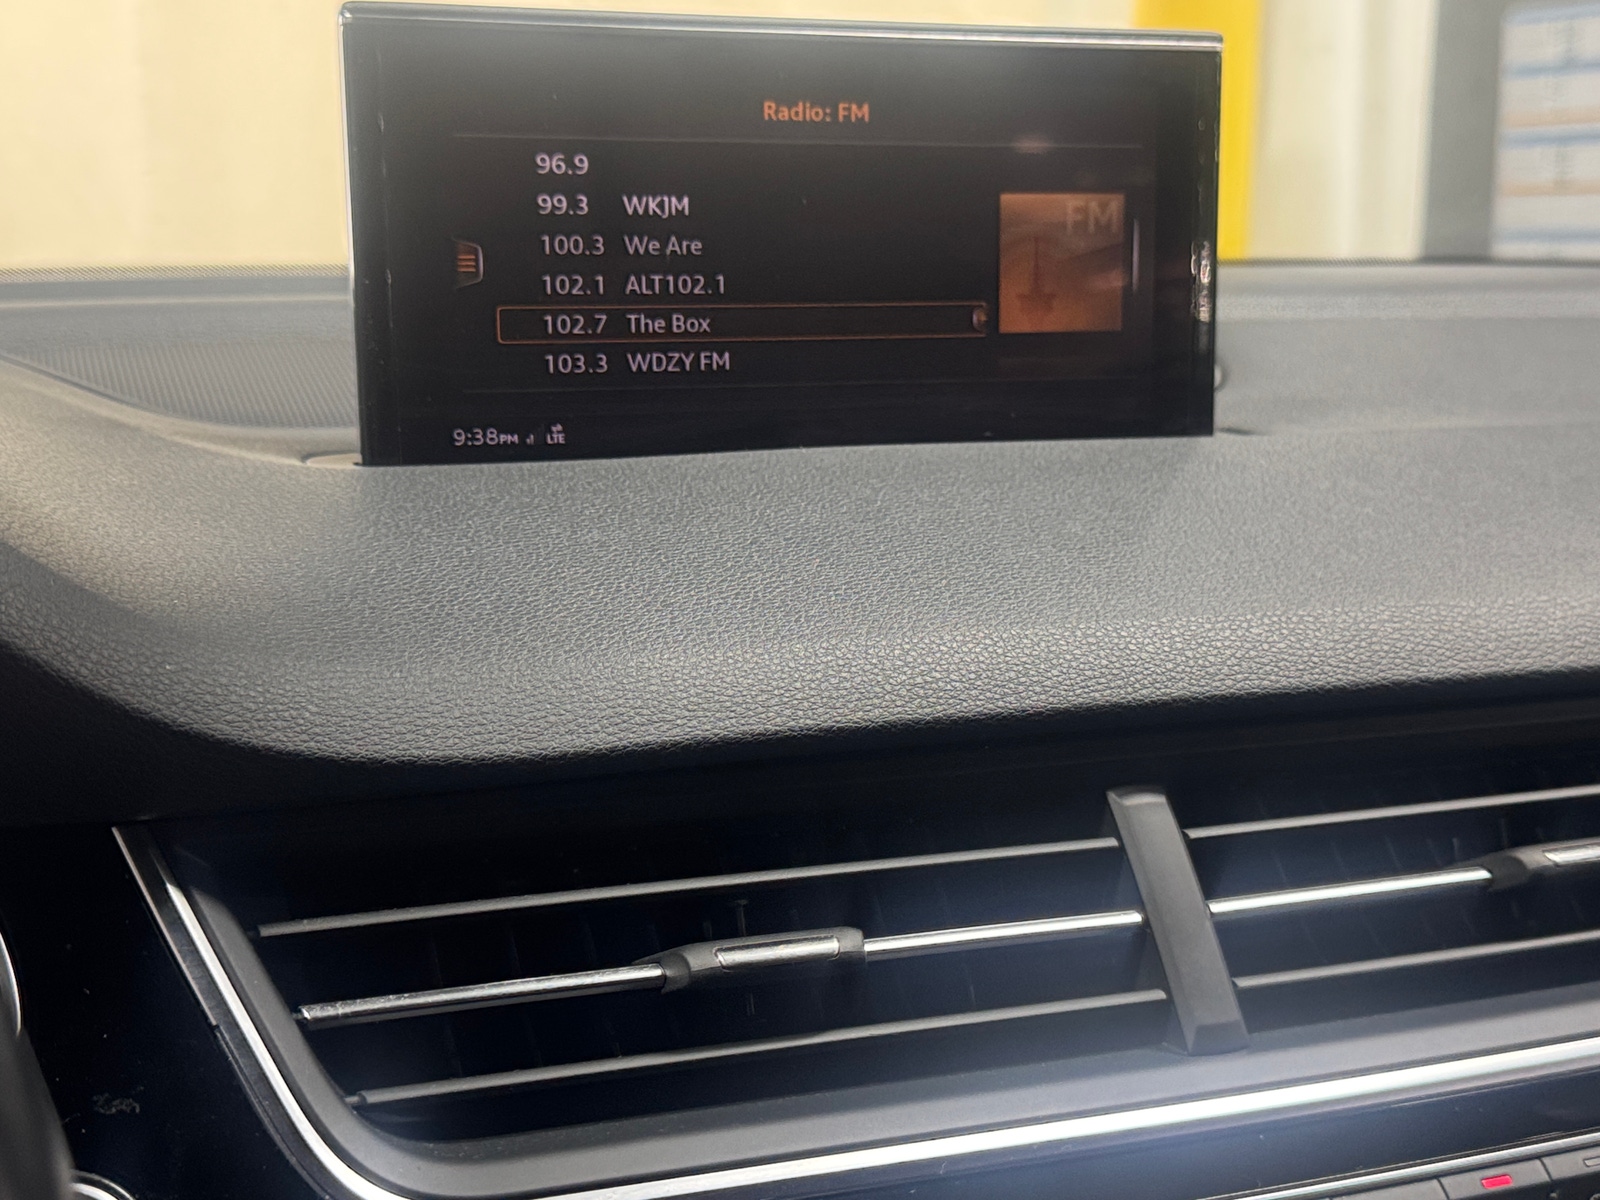 Radio: FM
96.9
99.3 WKJM
100.3 We Are
102.1 ALT102.1
102.7 The Box
103.3 WDZY FM
FM
9:38PM LTE